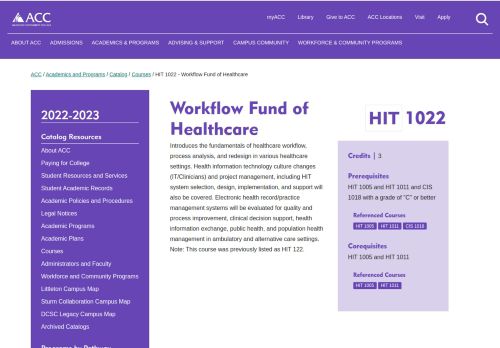 ACC
myACC Library Give to ACC ACC Locations Visit Apply
ABOUT ACC ADMISSIONS ACADEMICS & PROGRAMS ADVISING & SUPPORT CAMPUS COMMUNITY WORKFORCE & COMMUNITY PROGRAMS
ACC / Academics and Programs / Catalog / Courses / HIT 1022 - Workflow Fund of Healthcare
2022-2023
Catalog Resources
About ACC
Paying for College
Student Resources and Services
Student Academic Records
Academic Policies and Procedures
Legal Notices
Academic Programs
Academic Plans
Courses
Administrators and Faculty
Workforce and Community Programs
Littleton Campus Map
Sturm Collaboration Campus Map
DCSC Legacy Campus Map
Archived Catalogs
Programs by Pathway
Workflow Fund of
Healthcare
Introduces the fundamentals of healthcare workflow,
process analysis, and redesign in various healthcare
settings. Health information technology culture changes
(IT/Clinicians) and project management, including HIT
system selection, design, implementation, and support will
also be covered. Electronic health record/practice
management systems will be evaluated for quality and
process improvement, clinical decision support, health
information exchange, public health, and population health
management in ambulatory and alternative care settings.
Note: This course was previously listed as HIT 122.
HIT 1022
Credits | 3
Prerequisites
HIT 1005 and HIT 1011 and CIS
1018 with a grade of "C" or better
Referenced Courses
HIT 1005 HIT 1011 CIS 1018
Corequisites
HIT 1005 and HIT 1011
Referenced Courses
HIT 1005 HIT 1011